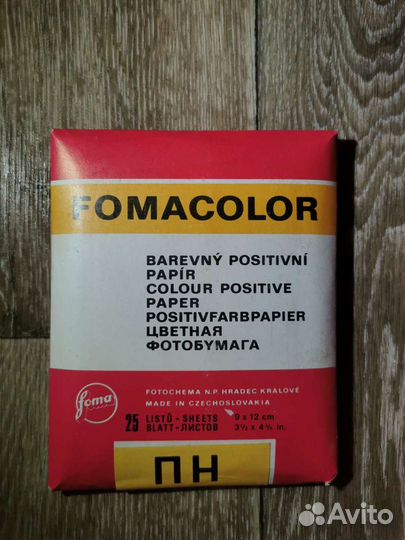 FOMACOLOR
BAREVNÝ POSITIVNÍ
PAPÍR
COLOUR POSITIVE
PAPER
POSITIVFARBPAPIER
ЦВЕТНАЯ
ФОТОБУМАГА
foma
FOTOCHEMA N.P. HRADEC KRÁLOVÉ
MADE IN CZECHOSLOVAKIA
25 LISTŮ - SHEETS 9 x 12 cm
BLATT - ЛИСТОВ 3½ x 4¾ in.
ПН
Avito